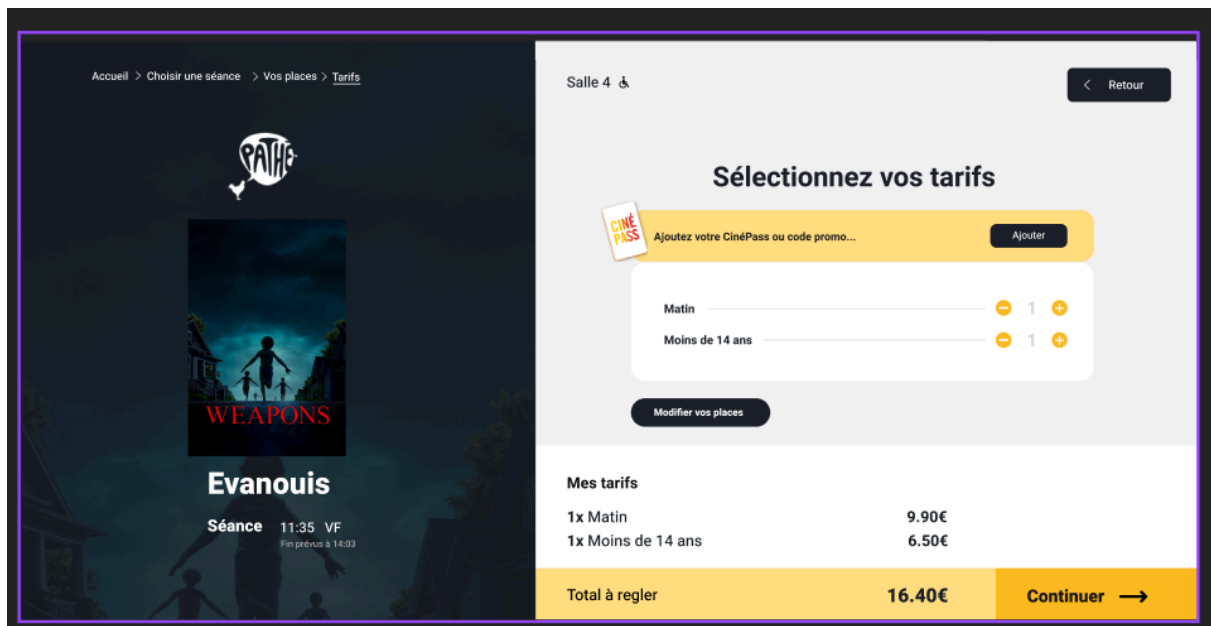 Accueil > Choisir une séance > Vos places > Tarifs
PATHE
WEAPONS
Evanouis
Séance 11:35 VF
Fin prévus à 14:03
Salle 4
< Retour
Sélectionnez vos tarifs
CINÉ
PASS
Ajoutez votre CinéPass ou code promo...
Ajouter
Matin 1
Moins de 14 ans 1
Modifier vos places
Mes tarifs
1x Matin 9.90€
1x Moins de 14 ans 6.50€
Total à regler 16.40€
Continuer →